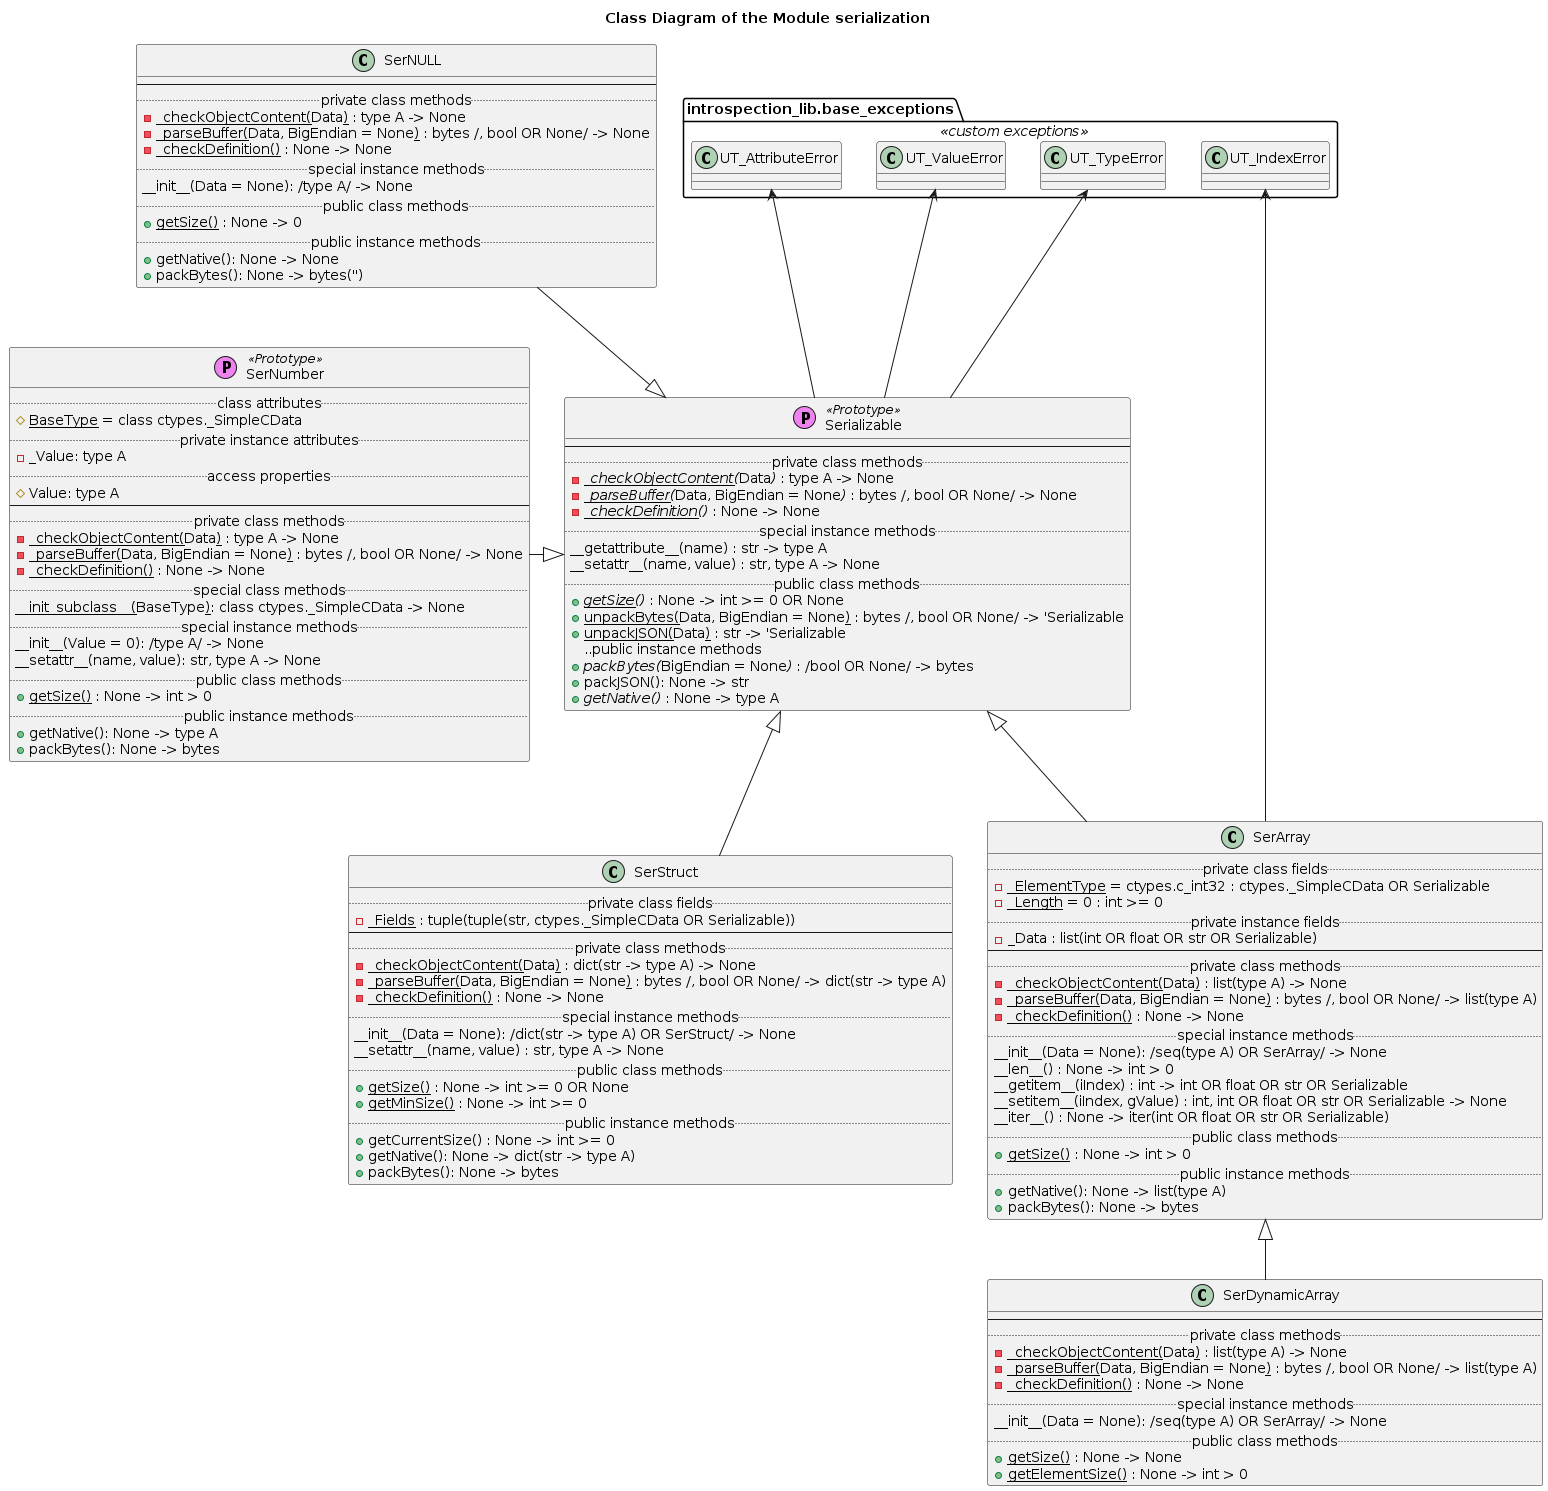 Class Diagram of the Module serialization
SerNULL
private class methods
_checkObjectContent(Data) : type A -> None
_parseBuffer(Data, BigEndian = None) : bytes /, bool OR None/ -> None
_checkDefinition() : None -> None
special instance methods
__init__(Data = None): /type A/ -> None
public class methods
getSize() : None -> 0
public instance methods
getNative(): None -> None
packBytes(): None -> bytes('')
introspection_lib.base_exceptions
«custom exceptions»
UT_AttributeError
UT_ValueError
UT_TypeError
UT_IndexError
«Prototype»
SerNumber
class attributes
BaseType = class ctypes._SimpleCData
private instance attributes
_Value: type A
access properties
Value: type A
private class methods
_checkObjectContent(Data) : type A -> None
_parseBuffer(Data, BigEndian = None) : bytes /, bool OR None/ -> None
_checkDefinition() : None -> None
special class methods
__init_subclass__(BaseType): class ctypes._SimpleCData -> None
special instance methods
__init__(Value = 0): /type A/ -> None
__setattr__(name, value): str, type A -> None
public class methods
getSize() : None -> int > 0
public instance methods
getNative(): None -> type A
packBytes(): None -> bytes
«Prototype»
Serializable
private class methods
_checkObjectContent(Data) : type A -> None
_parseBuffer(Data, BigEndian = None) : bytes /, bool OR None/ -> None
_checkDefinition() : None -> None
special instance methods
__getattribute__(name) : str -> type A
__setattr__(name, value) : str, type A -> None
public class methods
getSize() : None -> int >= 0 OR None
unpackBytes(Data, BigEndian = None) : bytes /, bool OR None/ -> 'Serializable
unpackJSON(Data) : str -> 'Serializable
..public instance methods
packBytes(BigEndian = None) : /bool OR None/ -> bytes
packJSON(): None -> str
getNative() : None -> type A
SerStruct
private class fields
_Fields : tuple(tuple(str, ctypes._SimpleCData OR Serializable))
private class methods
_checkObjectContent(Data) : dict(str -> type A) -> None
_parseBuffer(Data, BigEndian = None) : bytes /, bool OR None/ -> dict(str -> type A)
_checkDefinition() : None -> None
special instance methods
__init__(Data = None): /dict(str -> type A) OR SerStruct/ -> None
__setattr__(name, value) : str, type A -> None
public class methods
getSize() : None -> int >= 0 OR None
getMinSize() : None -> int >= 0
public instance methods
getCurrentSize() : None -> int >= 0
getNative(): None -> dict(str -> type A)
packBytes(): None -> bytes
SerArray
private class fields
_ElementType = ctypes.c_int32 : ctypes._SimpleCData OR Serializable
_Length = 0 : int >= 0
private instance fields
_Data : list(int OR float OR str OR Serializable)
private class methods
_checkObjectContent(Data) : list(type A) -> None
_parseBuffer(Data, BigEndian = None) : bytes /, bool OR None/ -> list(type A)
_checkDefinition() : None -> None
special instance methods
__init__(Data = None): /seq(type A) OR SerArray/ -> None
__len__() : None -> int > 0
__getitem__(iIndex) : int -> int OR float OR str OR Serializable
__setitem__(iIndex, gValue) : int, int OR float OR str OR Serializable -> None
__iter__() : None -> iter(int OR float OR str OR Serializable)
public class methods
getSize() : None -> int > 0
public instance methods
getNative(): None -> list(type A)
packBytes(): None -> bytes
SerDynamicArray
private class methods
_checkObjectContent(Data) : list(type A) -> None
_parseBuffer(Data, BigEndian = None) : bytes /, bool OR None/ -> list(type A)
_checkDefinition() : None -> None
special instance methods
__init__(Data = None): /seq(type A) OR SerArray/ -> None
public class methods
getSize() : None -> None
getElementSize() : None -> int > 0